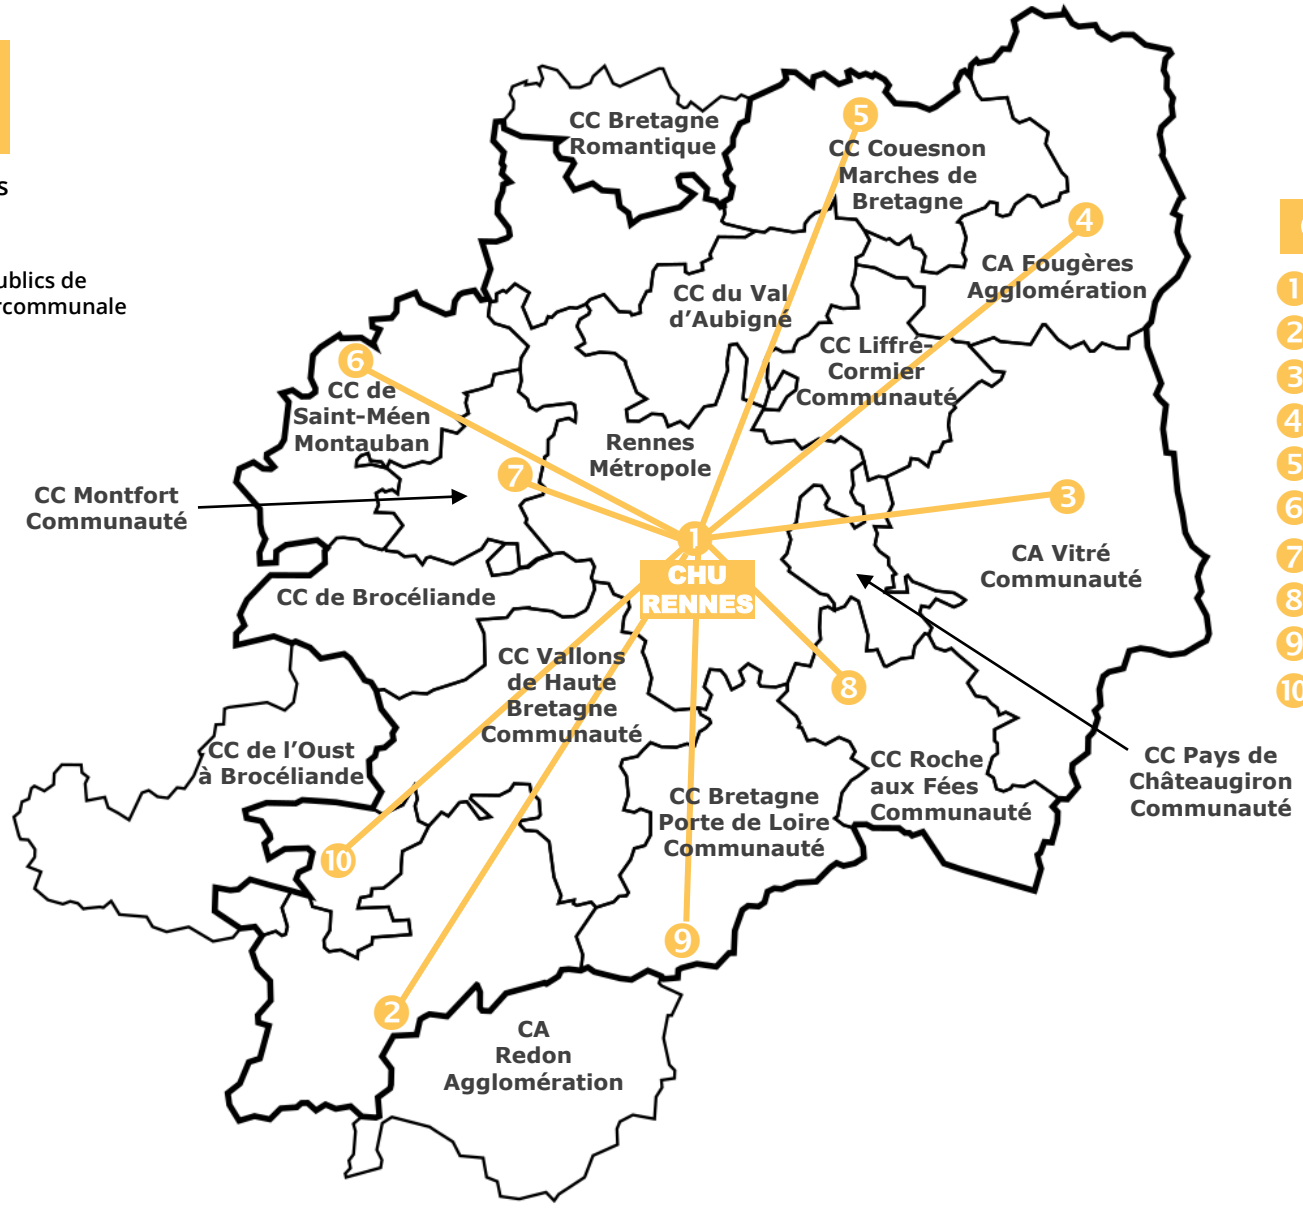 s
ublics de
rcommunale
CC Bretagne
Romantique
5
CC Couesnon
Marches de
Bretagne
4
CA Fougères
Agglomération
CC du Val
d’Aubigné
CC Liffré-
Cormier
Communauté
6
CC de
Saint-Méen
Montauban
Rennes
Métropole
7
CC Montfort
Communauté
3
1
CHU
RENNES
CA Vitré
Communauté
CC de Brocéliande
CC Vallons
de Haute
Bretagne
Communauté
8
CC de l’Oust
à Brocéliande
CC Roche
aux Fées
Communauté
CC Pays de
Châteaugiron
Communauté
CC Bretagne
Porte de Loire
Communauté
10
9
2
CA
Redon
Agglomération
1
2
3
4
5
6
7
8
9
10